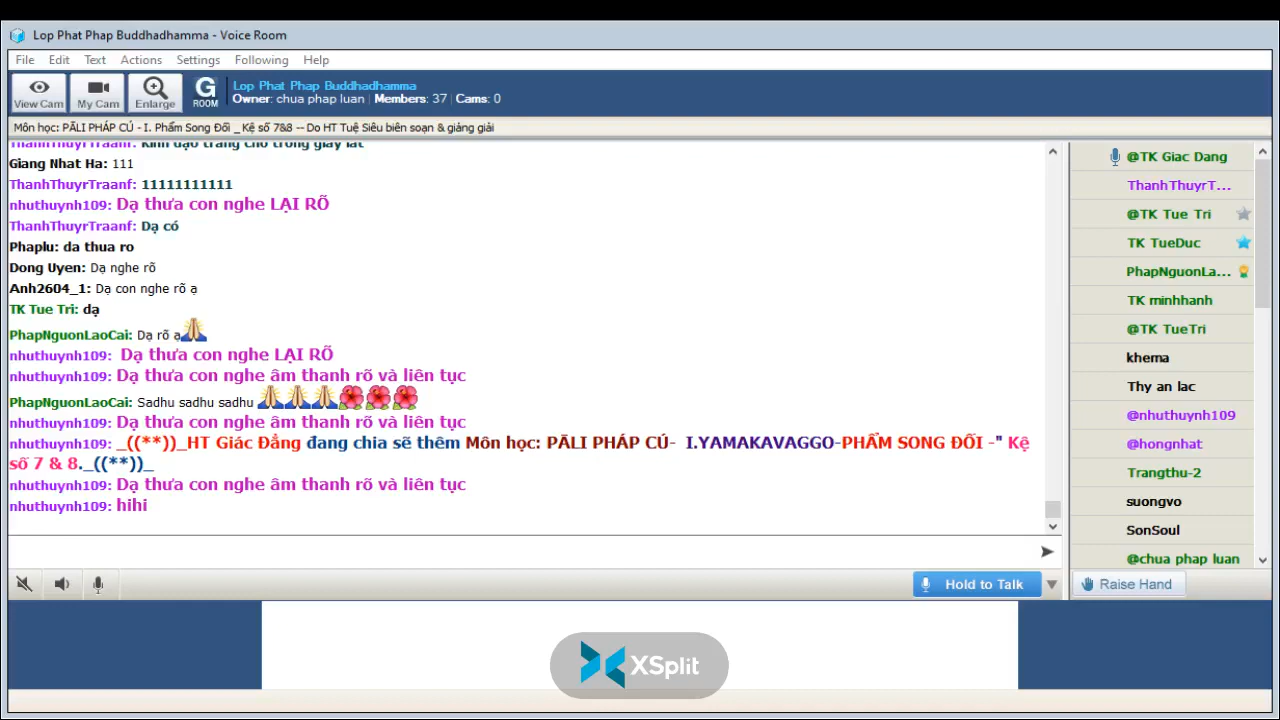 Lop Phat Phap Buddhadhamma - Voice Room
File Edit Text Actions Settings Following Help
View Cam My Cam Enlarge G ROOM
Lop Phat Phap Buddhadhamma
Owner: chua phap luan | Members: 37 | Cams: 0
Môn học: PĀLI PHÁP CÚ - I. Phẩm Song Đối _ Kệ số 7&8 -- Do HT Tuệ Siêu biên soạn & giảng giải
ThanhThuyrTraanf: Kính đạo tràng chờ trong giây lát
Giang Nhat Ha: 111
ThanhThuyrTraanf: 11111111111
nhuthuynh109: Dạ thưa con nghe LẠI RÕ
ThanhThuyrTraanf: Dạ có
Phaplu: da thua ro
Dong Uyen: Dạ nghe rõ
Anh2604_1: Dạ con nghe rõ ạ
TK Tue Tri: dạ
PhapNguonLaoCai: Dạ rõ ạ
nhuthuynh109: Dạ thưa con nghe LẠI RÕ
nhuthuynh109: Dạ thưa con nghe âm thanh rõ và liên tục
PhapNguonLaoCai: Sadhu sadhu sadhu
nhuthuynh109: Dạ thưa con nghe âm thanh rõ và liên tục
nhuthuynh109: _((**))_HT Giác Đẳng đang chia sẽ thêm Môn học: PĀLI PHÁP CÚ- I.YAMAKAVAGGO-PHẨM SONG ĐỐI -" Kệ
số 7 & 8._((**))_
nhuthuynh109: Dạ thưa con nghe âm thanh rõ và liên tục
nhuthuynh109: hihi
@TK Giac Dang
ThanhThuyrT...
@TK Tue Tri
TK TueDuc
PhapNguonLa...
TK minhhanh
@TK TueTri
khema
Thy an lac
@nhuthuynh109
@hongnhat
Trangthu-2
suongvo
SonSoul
@chua phap luan
Hold to Talk
Raise Hand
XSplit